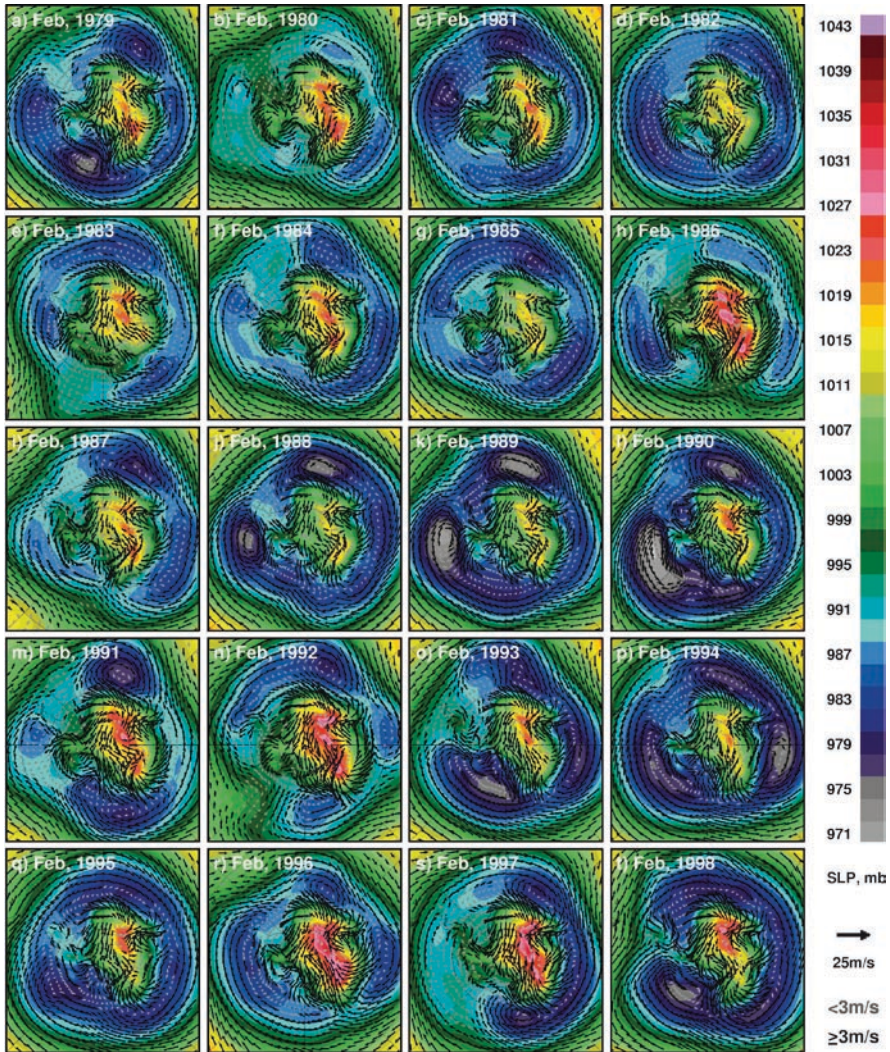 a) Feb, 1979
b) Feb, 1980
c) Feb, 1981
d) Feb, 1982
e) Feb, 1983
f) Feb, 1984
g) Feb, 1985
h) Feb, 1986
i) Feb, 1987
j) Feb, 1988
k) Feb, 1989
l) Feb, 1990
m) Feb, 1991
n) Feb, 1992
o) Feb, 1993
p) Feb, 1994
q) Feb, 1995
r) Feb, 1996
s) Feb, 1997
t) Feb, 1998
1043
1039
1035
1031
1027
1023
1019
1015
1011
1007
1003
999
995
991
987
983
979
975
971
SLP, mb
25m/s
<3m/s
≥3m/s